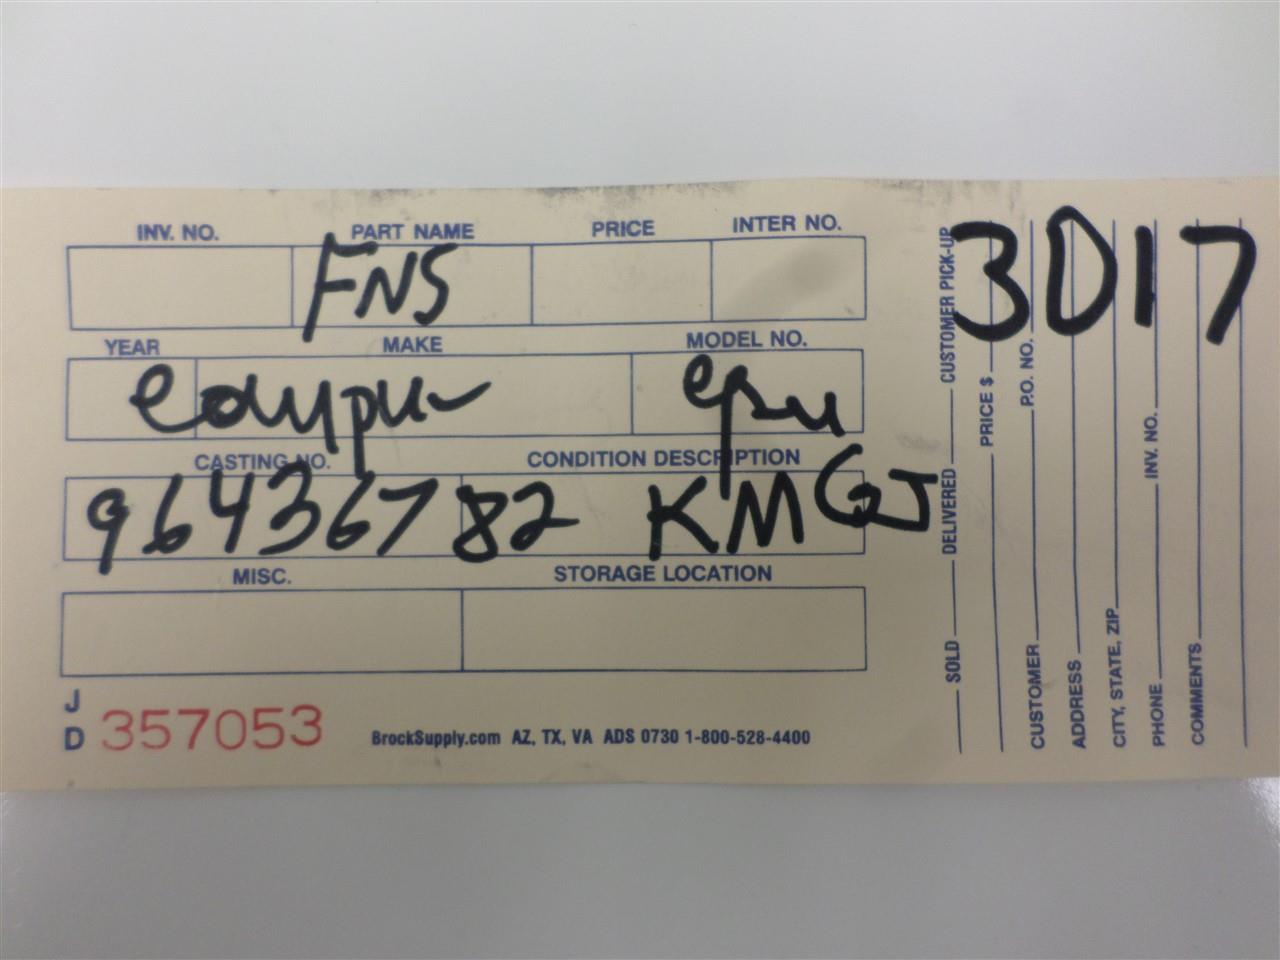 INV. NO. PART NAME PRICE INTER NO.
FNS
YEAR MAKE MODEL NO.
CASTING NO. CONDITION DESCRIPTION
96436782 KMGJ
MISC. STORAGE LOCATION
J
D 357053
BrockSupply.com AZ, TX, VA ADS 0730 1-800-528-4400
3D17
SOLD DELIVERED CUSTOMER PICK-UP
PRICE $
CUSTOMER P.O. NO.
ADDRESS
CITY, STATE, ZIP
PHONE INV. NO.
COMMENTS